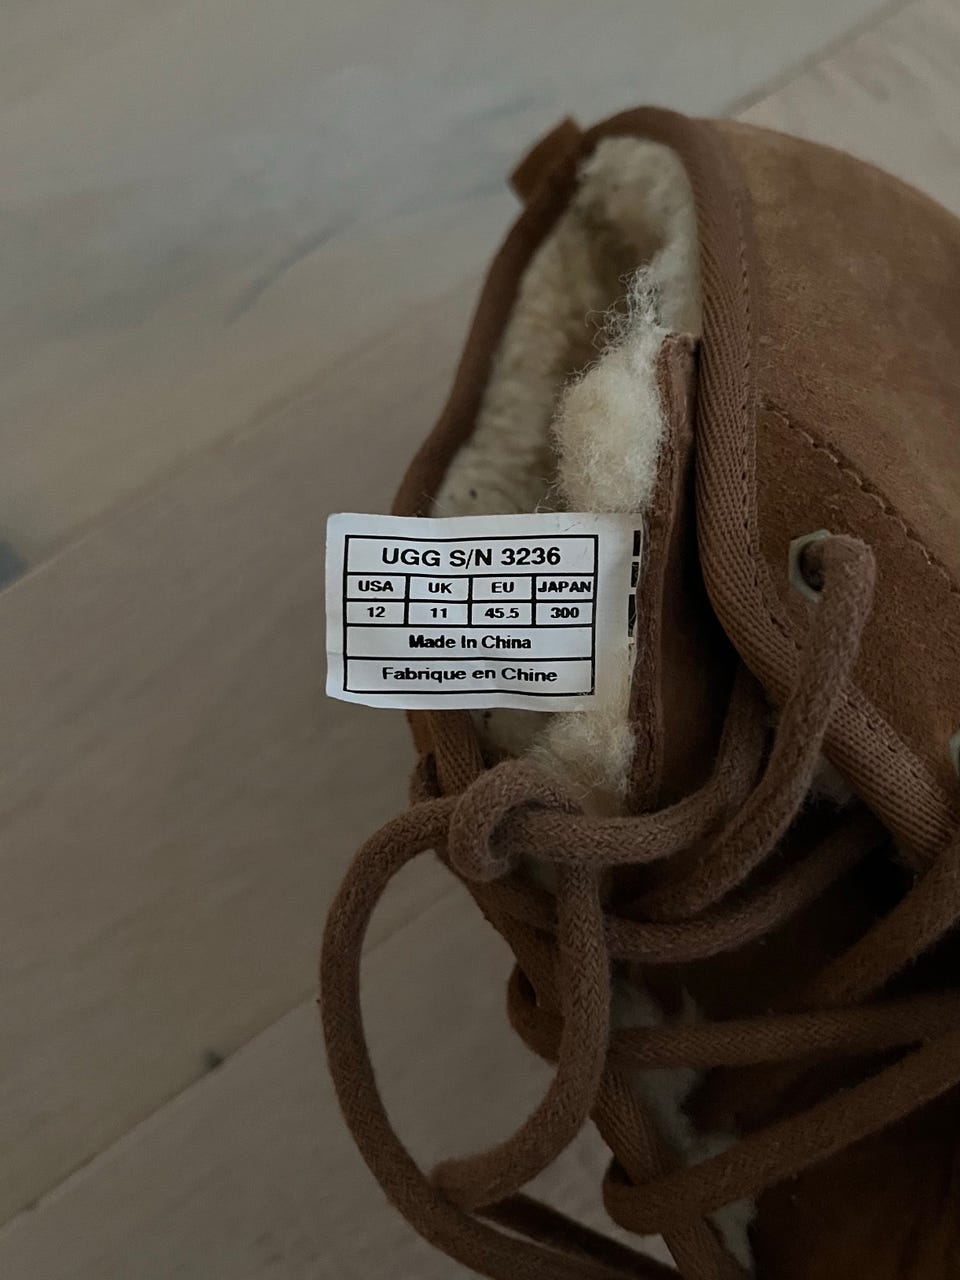 UGG S/N 3236
USA UK EU JAPAN
12 11 45.5 300
Made In China
Fabrique en Chine